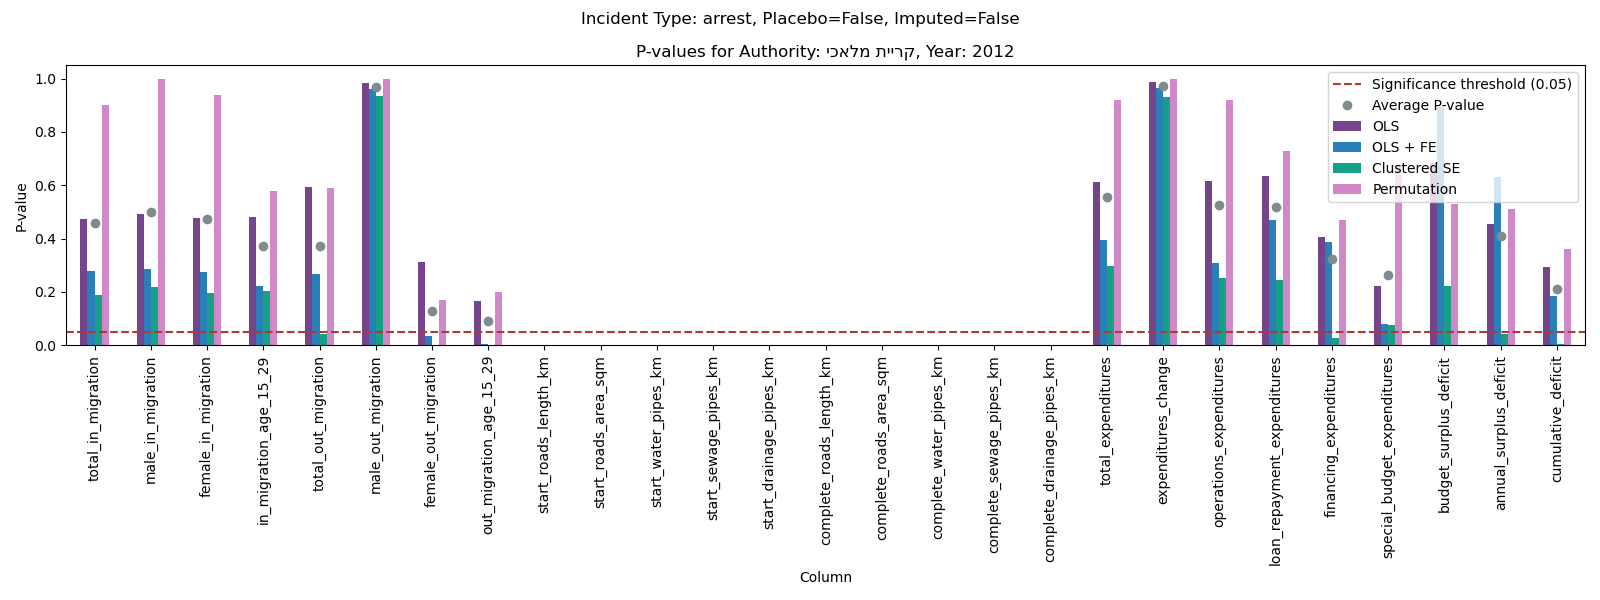 Incident Type: arrest, Placebo=False, Imputed=False
P-values for Authority: קריית מלאכי, Year: 2012
P-value
1.0
0.8
0.6
0.4
0.2
0.0
Significance threshold (0.05)
Average P-value
OLS
OLS + FE
Clustered SE
Permutation
total_in_migration
male_in_migration
female_in_migration
in_migration_age_15_29
total_out_migration
male_out_migration
female_out_migration
out_migration_age_15_29
start_roads_length_km
start_roads_area_sqm
start_water_pipes_km
start_sewage_pipes_km
start_drainage_pipes_km
complete_roads_length_km
complete_roads_area_sqm
complete_water_pipes_km
complete_sewage_pipes_km
complete_drainage_pipes_km
total_expenditures
expenditures_change
operations_expenditures
loan_repayment_expenditures
financing_expenditures
special_budget_expenditures
budget_surplus_deficit
annual_surplus_deficit
cumulative_deficit
Column